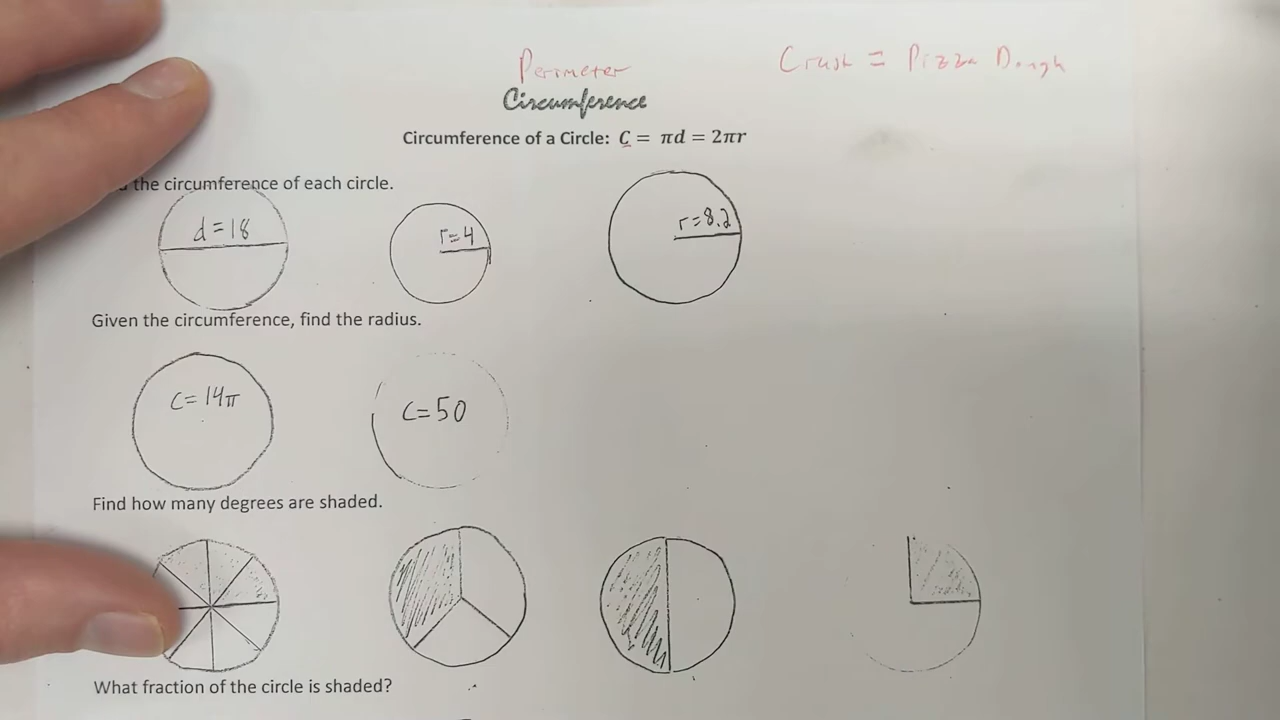 Perimeter
Crust = Pizza Dough
Circumference
Circumference of a Circle: C = πd = 2πr
the circumference of each circle.
d=18
r=4
r=8.2
Given the circumference, find the radius.
C=14π
C=50
Find how many degrees are shaded.
What fraction of the circle is shaded?